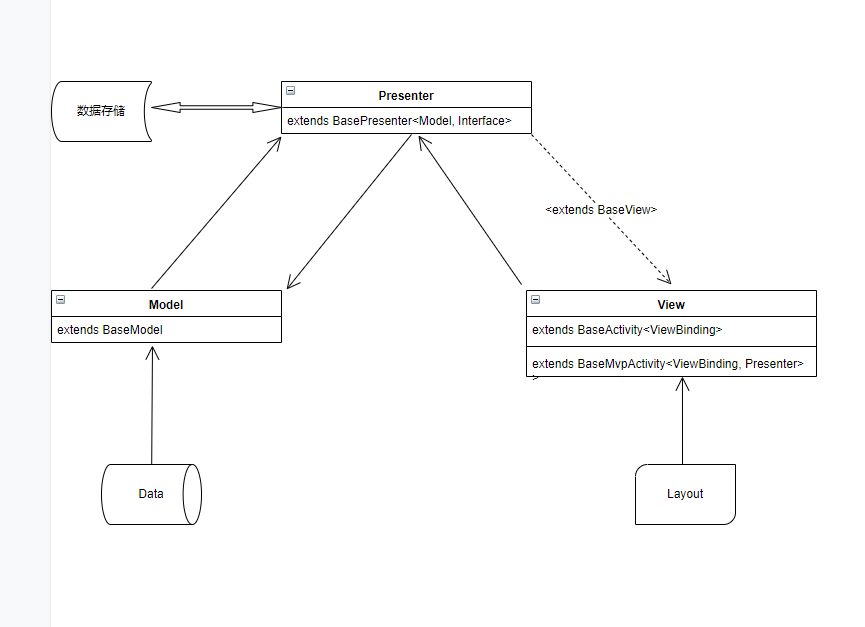 数据存储
Presenter
extends BasePresenter<Model, Interface>
<extends BaseView>
Model
extends BaseModel
View
extends BaseActivity<ViewBinding>
extends BaseMvpActivity<ViewBinding, Presenter>
>
Data
Layout